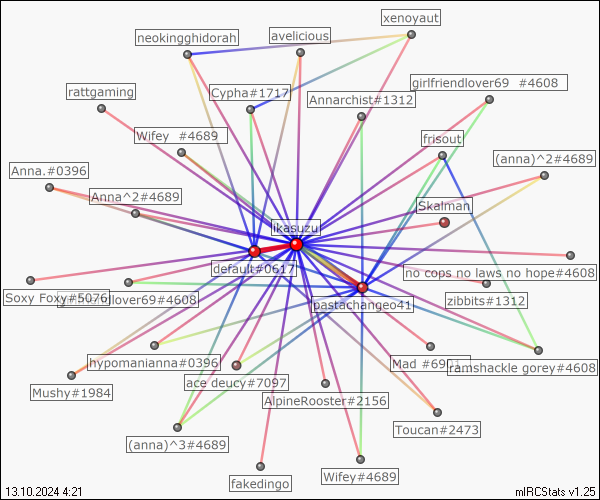 xenoyaut
neokingghidorah
avelicious
girlfriendlover69 #4608
rattgaming
Cypha#1717
Annarchist#1312
Wifey #4689
frisout
(anna)^2#4689
Anna.#0396
Anna^2#4689
Skalman
ikasuzu
default#0617
no cops no laws no hope#4608
Soxy Foxy#5076
lover69#4608
pastachangeo41
zibbits#1312
hypomanianna#0396
Mad #69
ramshackle gorey#4608
Mushy#1984
ace deucy#7097
AlpineRooster#2156
Toucan#2473
(anna)^3#4689
fakedingo
Wifey#4689
13.10.2024 4:21
mIRCStats v1.25